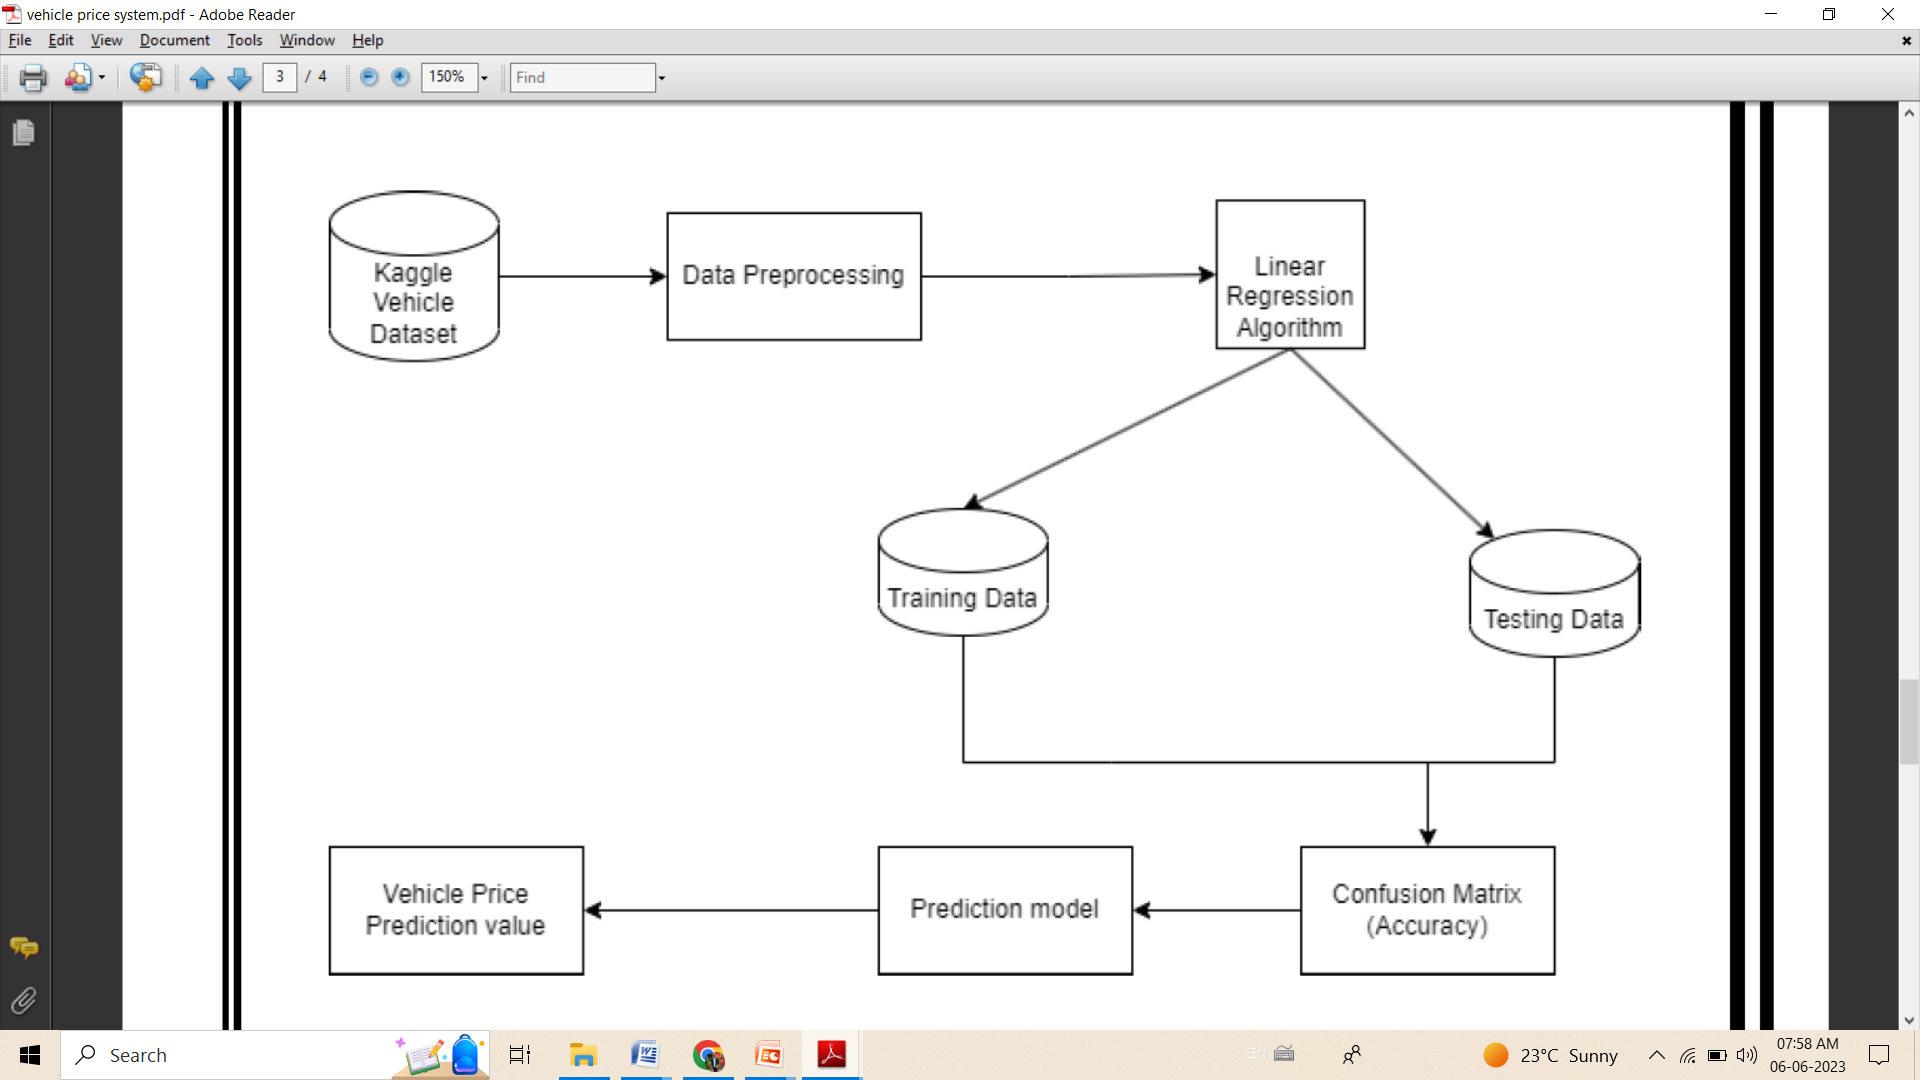 vehicle price system.pdf - Adobe Reader
File Edit View Document Tools Window Help
3 / 4 150% Find
Kaggle
Vehicle
Dataset
Data Preprocessing
Linear
Regression
Algorithm
Training Data
Testing Data
Vehicle Price
Prediction value
Prediction model
Confusion Matrix
(Accuracy)
Search
EN
23°C Sunny
07:58 AM
06-06-2023